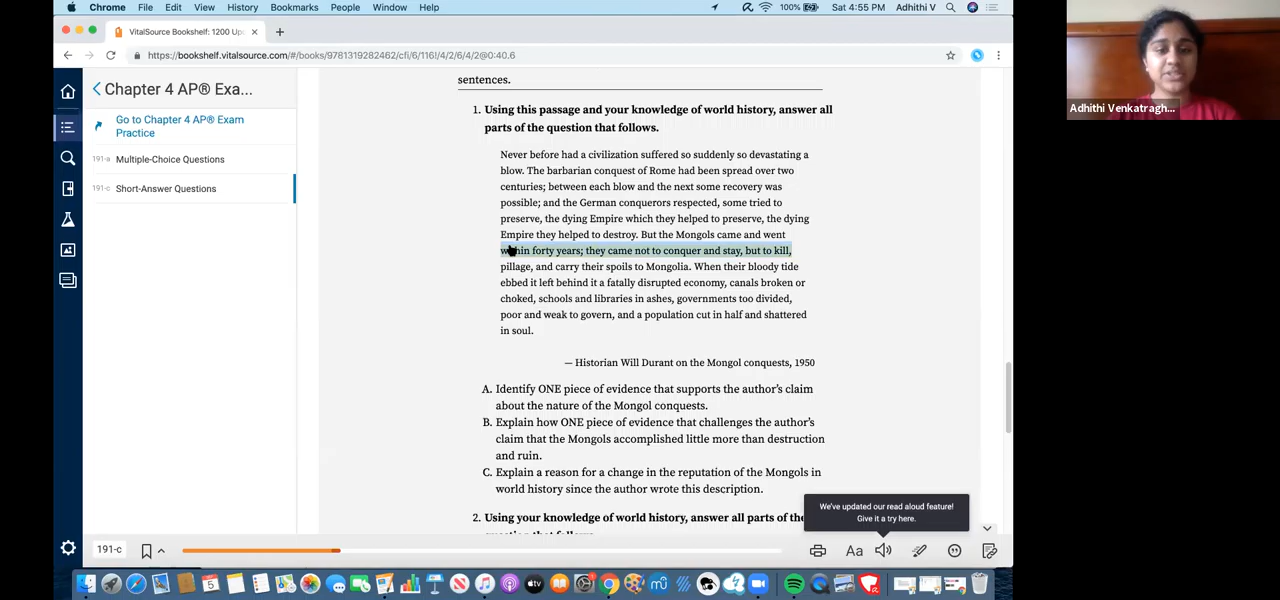 Chrome File Edit View History Bookmarks People Window Help
100% Sat 4:55 PM Adhithi V
VitalSource Bookshelf: 1200 Up
https://bookshelf.vitalsource.com/#/books/9781319282462/cfi/6/116!/4/2/6/4/2@0:40.6
Chapter 4 AP® Exa...
Go to Chapter 4 AP® Exam
Practice
191-a Multiple-Choice Questions
191-c Short-Answer Questions
sentences.
1. Using this passage and your knowledge of world history, answer all
parts of the question that follows.
Never before had a civilization suffered so suddenly so devastating a
blow. The barbarian conquest of Rome had been spread over two
centuries; between each blow and the next some recovery was
possible; and the German conquerors respected, some tried to
preserve, the dying Empire which they helped to preserve, the dying
Empire they helped to destroy. But the Mongols came and went
within forty years; they came not to conquer and stay, but to kill,
pillage, and carry their spoils to Mongolia. When their bloody tide
ebbed it left behind it a fatally disrupted economy, canals broken or
choked, schools and libraries in ashes, governments too divided,
poor and weak to govern, and a population cut in half and shattered
in soul.
— Historian Will Durant on the Mongol conquests, 1950
A. Identify ONE piece of evidence that supports the author's claim
about the nature of the Mongol conquests.
B. Explain how ONE piece of evidence that challenges the author's
claim that the Mongols accomplished little more than destruction
and ruin.
C. Explain a reason for a change in the reputation of the Mongols in
world history since the author wrote this description.
2. Using your knowledge of world history, answer all parts of the
question that follows.
We've updated our read aloud feature!
Give it a try here.
191-c
Aa
5
tv
Adhithi Venkatragh...